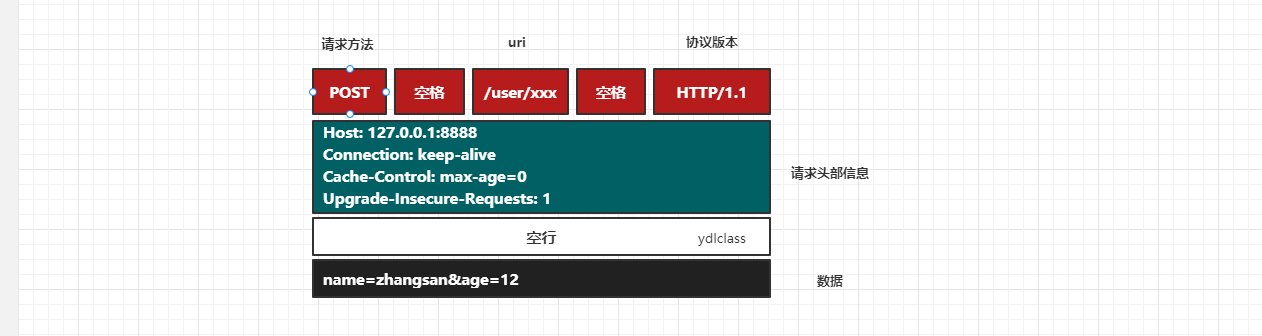 请求方法 uri 协议版本
POST 空格 /user/xxx 空格 HTTP/1.1
Host: 127.0.0.1:8888
Connection: keep-alive
Cache-Control: max-age=0
请求头部信息
Upgrade-Insecure-Requests: 1
空行 ydlclass
name=zhangsan&age=12 数据